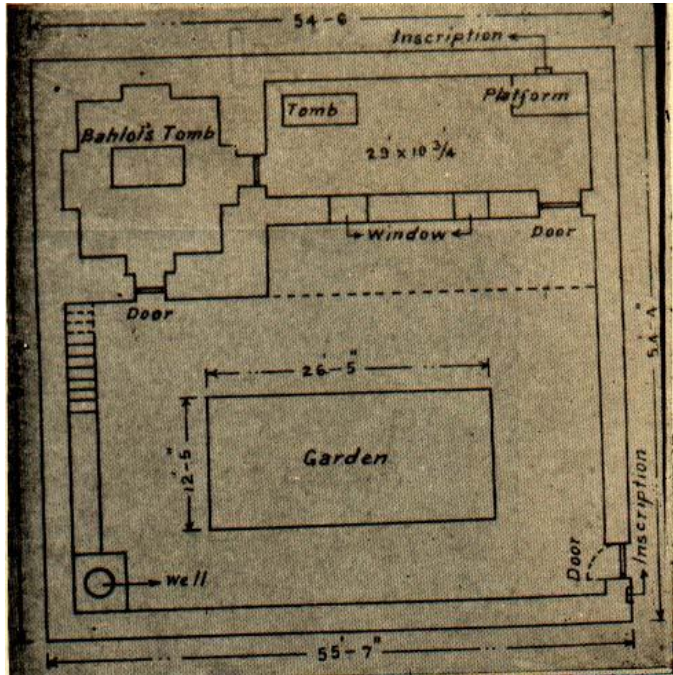 54-6
Inscription
Tomb
Platform
Bahlol's Tomb
29' x 10 3/4
Window
Door
Door
54'-4"
26'-5"
12'-5"
Garden
Door
Inscription
Well
55'-7"